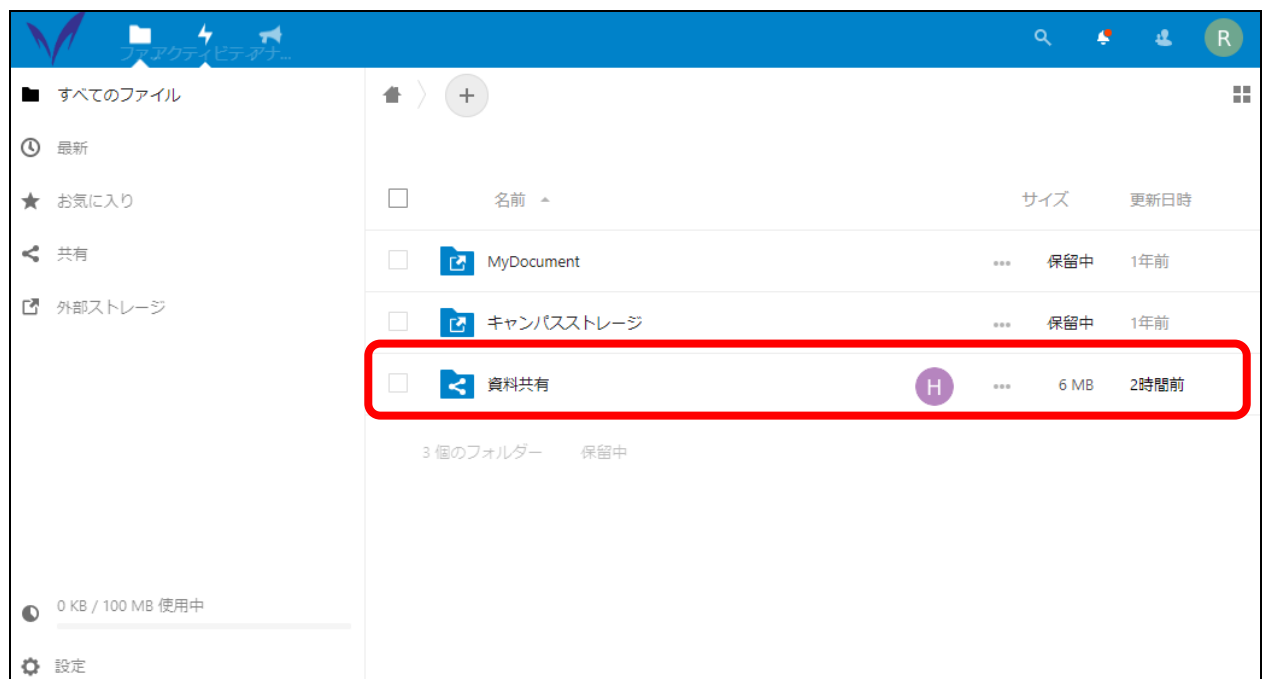 ファアクティビティアナ...
R
すべてのファイル
最新
お気に入り
共有
外部ストレージ
名前 サイズ 更新日時
MyDocument ••• 保留中 1年前
キャンパスストレージ ••• 保留中 1年前
資料共有 H ••• 6 MB 2時間前
3 個のフォルダー 保留中
0 KB / 100 MB 使用中
設定